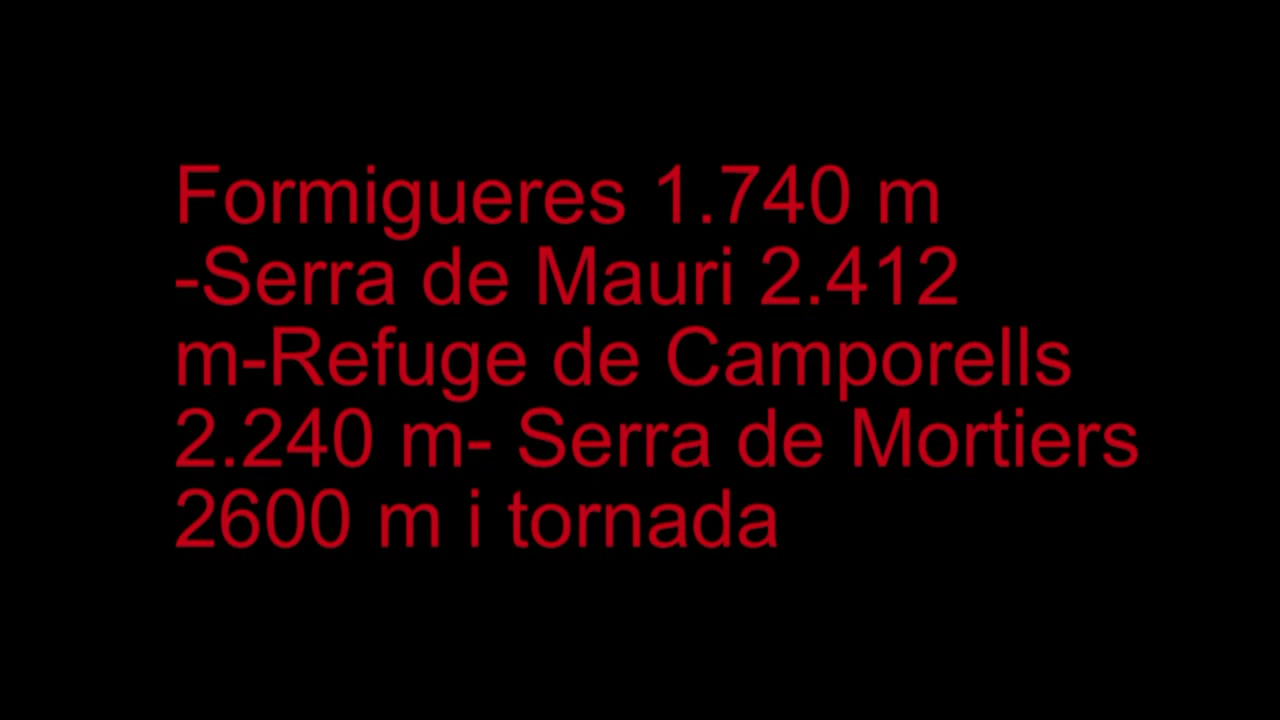 Formigueres 1.740 m
-Serra de Mauri 2.412
m-Refuge de Camporells
2.240 m- Serra de Mortiers
2600 m i tornada